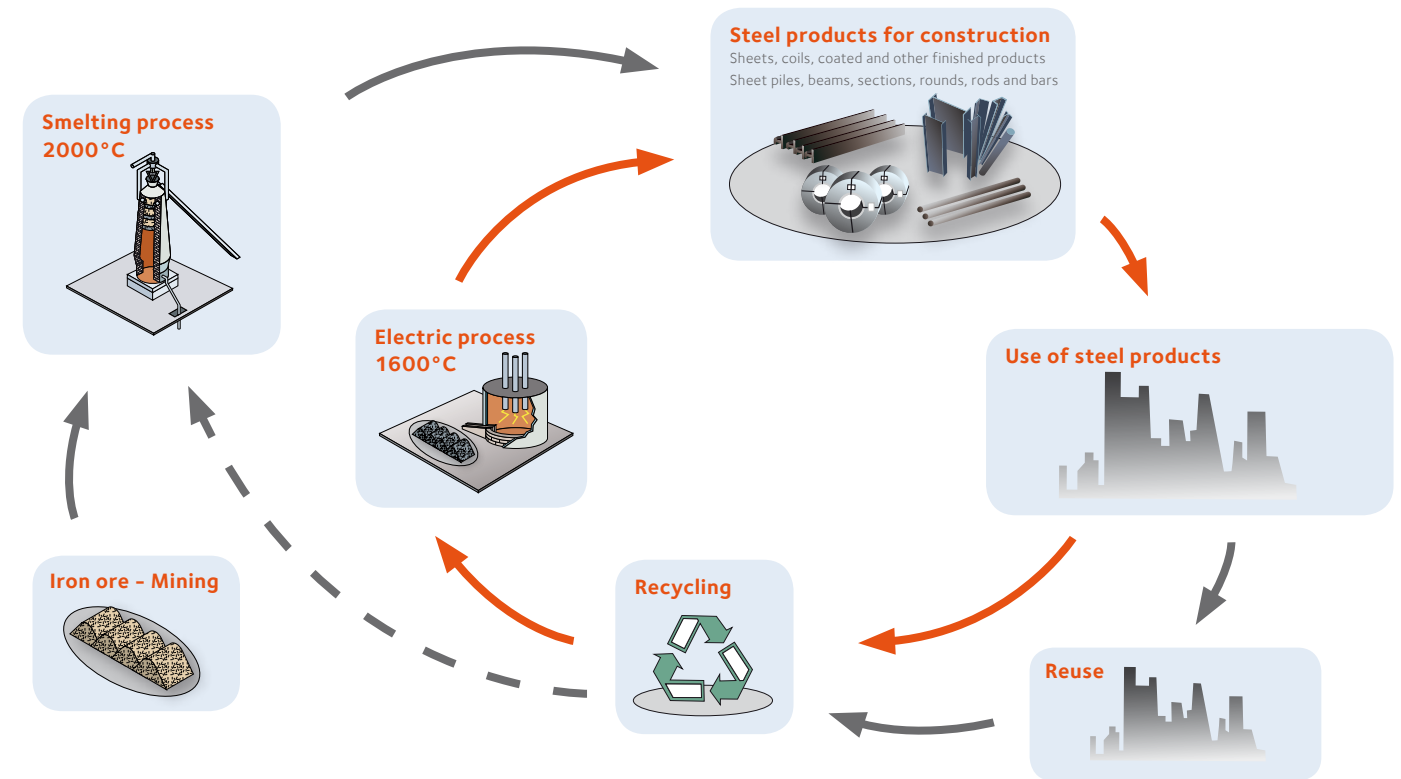 Steel products for construction
Sheets, coils, coated and other finished products
Sheet piles, beams, sections, rounds, rods and bars
Smelting process
2000°C
Electric process
1600°C
Use of steel products
Iron ore – Mining
Recycling
Reuse